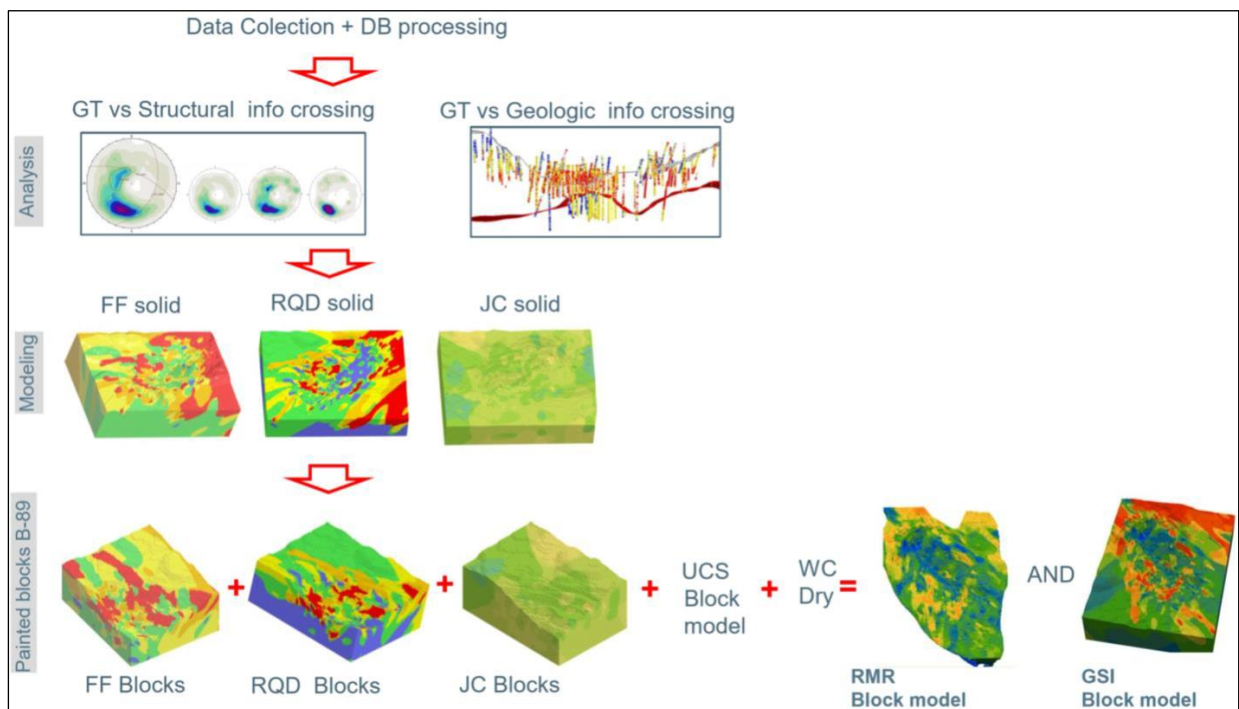 Data Colection + DB processing
GT vs Structural info crossing
GT vs Geologic info crossing
Analysis
FF solid
RQD solid
JC solid
Modeling
Painted blocks B-89
+
+
+
UCS
Block
model
+
WC
Dry
=
AND
FF Blocks
RQD Blocks
JC Blocks
RMR
Block model
GSI
Block model